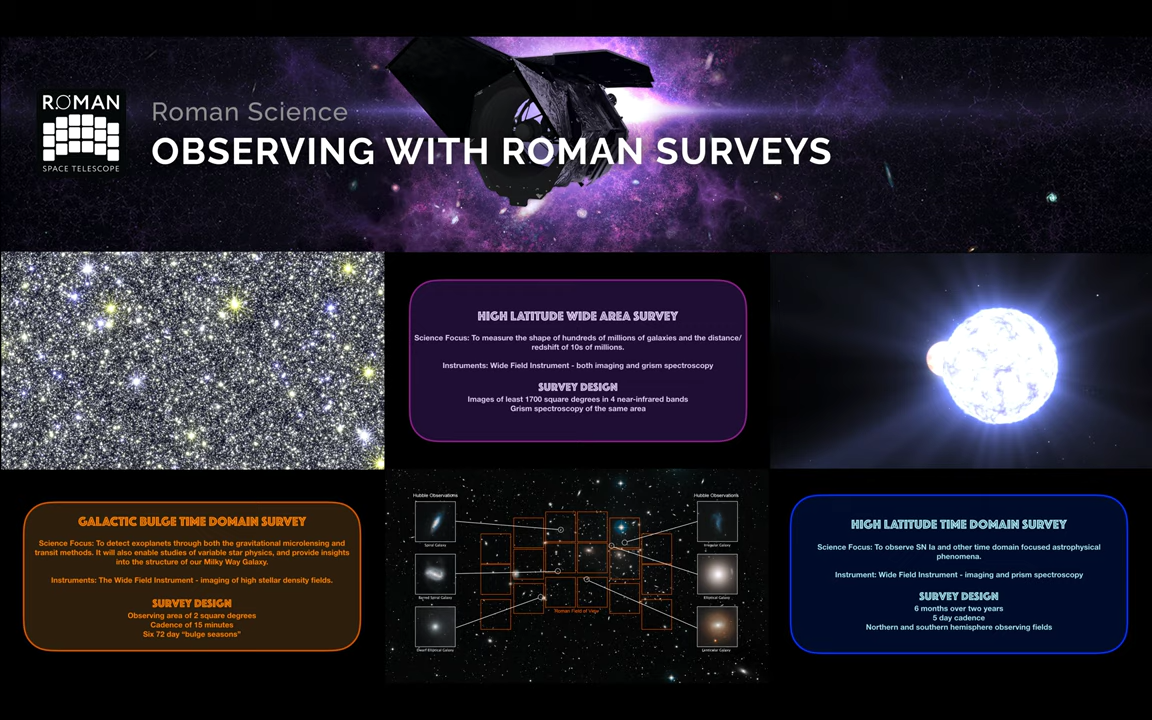 ROMAN
SPACE TELESCOPE
Roman Science
OBSERVING WITH ROMAN SURVEYS
HIGH LATITUDE WIDE AREA SURVEY
Science Focus: To measure the shape of hundreds of millions of galaxies and the distance/
redshift of 10s of millions.
Instruments: Wide Field Instrument - both imaging and grism spectroscopy
SURVEY DESIGN
Images of least 1700 square degrees in 4 near-infrared bands
Grism spectroscopy of the same area
GALACTIC BULGE TIME DOMAIN SURVEY
Science Focus: To detect exoplanets through both the gravitational microlensing and
transit methods. It will also enable studies of variable star physics, and provide insights
into the structure of our Milky Way Galaxy.
Instruments: The Wide Field Instrument - imaging of high stellar density fields.
SURVEY DESIGN
Observing area of 2 square degrees
Cadence of 15 minutes
Six 72 day “bulge seasons”
Hubble Observations
Spiral Galaxy
Barred Spiral Galaxy
Dwarf Elliptical Galaxy
Roman Field of View
Hubble Observations
Irregular Galaxy
Elliptical Galaxy
Lenticular Galaxy
HIGH LATITUDE TIME DOMAIN SURVEY
Science Focus: To observe SN Ia and other time domain focused astrophysical
phenomena.
Instrument: Wide Field Instrument - imaging and prism spectroscopy
SURVEY DESIGN
6 months over two years
5 day cadence
Northern and southern hemisphere observing fields